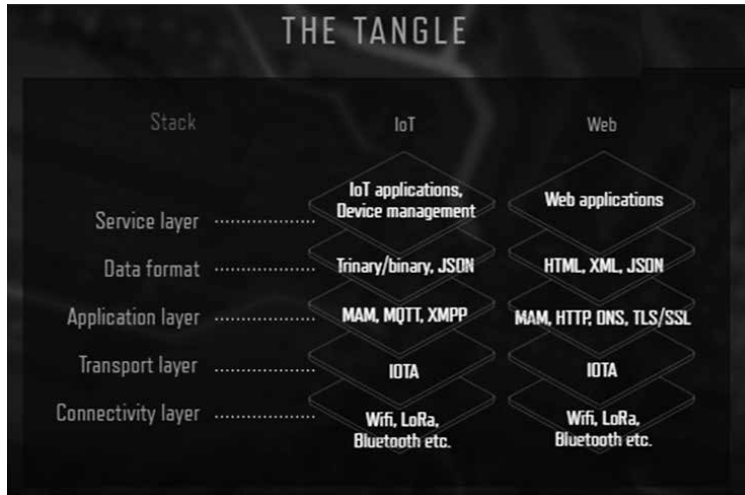 THE TANGLE
Stack IoT Web
Service layer IoT applications, Device management Web applications
Data format Trinary/binary, JSON HTML, XML, JSON
Application layer MAM, MQTT, XMPP MAM, HTTP, DNS, TLS/SSL
Transport layer IOTA IOTA
Connectivity layer Wifi, LoRa, Bluetooth etc. Wifi, LoRa, Bluetooth etc.